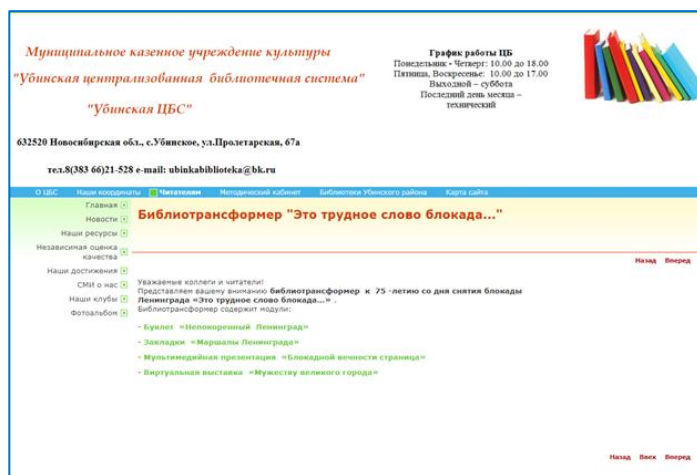 Муниципальное казенное учреждение культуры
"Убинская централизованная библиотечная система"
"Убинская ЦБС"
632520 Новосибирская обл., с.Убинское, ул.Пролетарская, 67а
тел.8(383 66)21-528 e-mail: ubinkabiblioteka@bk.ru
График работы ЦБ
Понедельник - Четверг: 10.00 до 18.00
Пятница, Воскресенье: 10.00 до 17.00
Выходной – суббота
Последний день месяца –
технический
О ЦБС Наши координаты Читателям Методический кабинет Библиотеки Убинского района Карта сайта
Главная
Новости
Наши ресурсы
Независимая оценка
качества
Наши достижения
СМИ о нас
Наши клубы
Фотоальбом
Библиотрансформер "Это трудное слово блокада..."
Назад Вперед
Уважаемые коллеги и читатели!
Представляем вашему вниманию библиотрансформер к 75 -летию со дня снятия блокады
Ленинграда «Это трудное слово блокада...» .
Библиотрансформер содержит модули:
- Буклет «Непокоренный Ленинград»
- Закладки «Маршалы Ленинграда»
- Мультимедийная презентация «Блокадной вечности страница»
- Виртуальная выставка «Мужеству великого города»
Назад Вверх Вперед